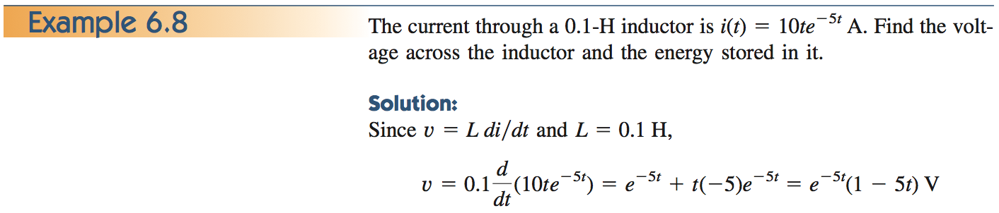 Example 6.8
The current through a 0.1-H inductor is i(t) = 10te⁻⁵ᵗ A. Find the volt-
age across the inductor and the energy stored in it.
Solution:
Since v = L di/dt and L = 0.1 H,
v = 0.1 d/dt (10te⁻⁵ᵗ) = e⁻⁵ᵗ + t(−5)e⁻⁵ᵗ = e⁻⁵ᵗ(1 − 5t) V